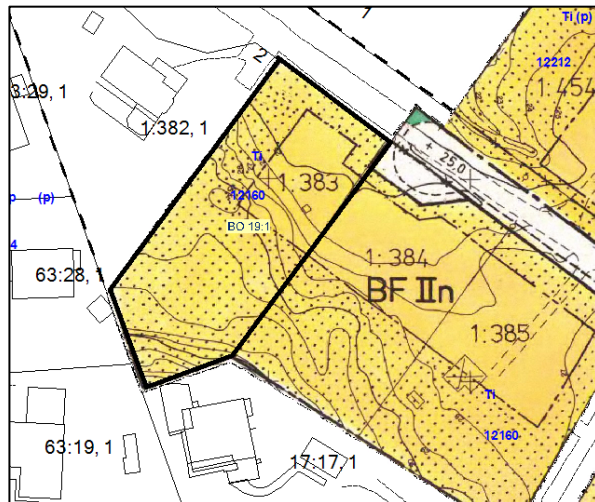 1
Ti (p)
2
12212
1:454
3:29, 1
1:382, 1
+ 25.0
Ti
1:383
12160
p (p)
BO 19:1
4
1:384
63:28, 1
BF IIn
1:385
Ti
12160
63:19, 1
17:17, 1